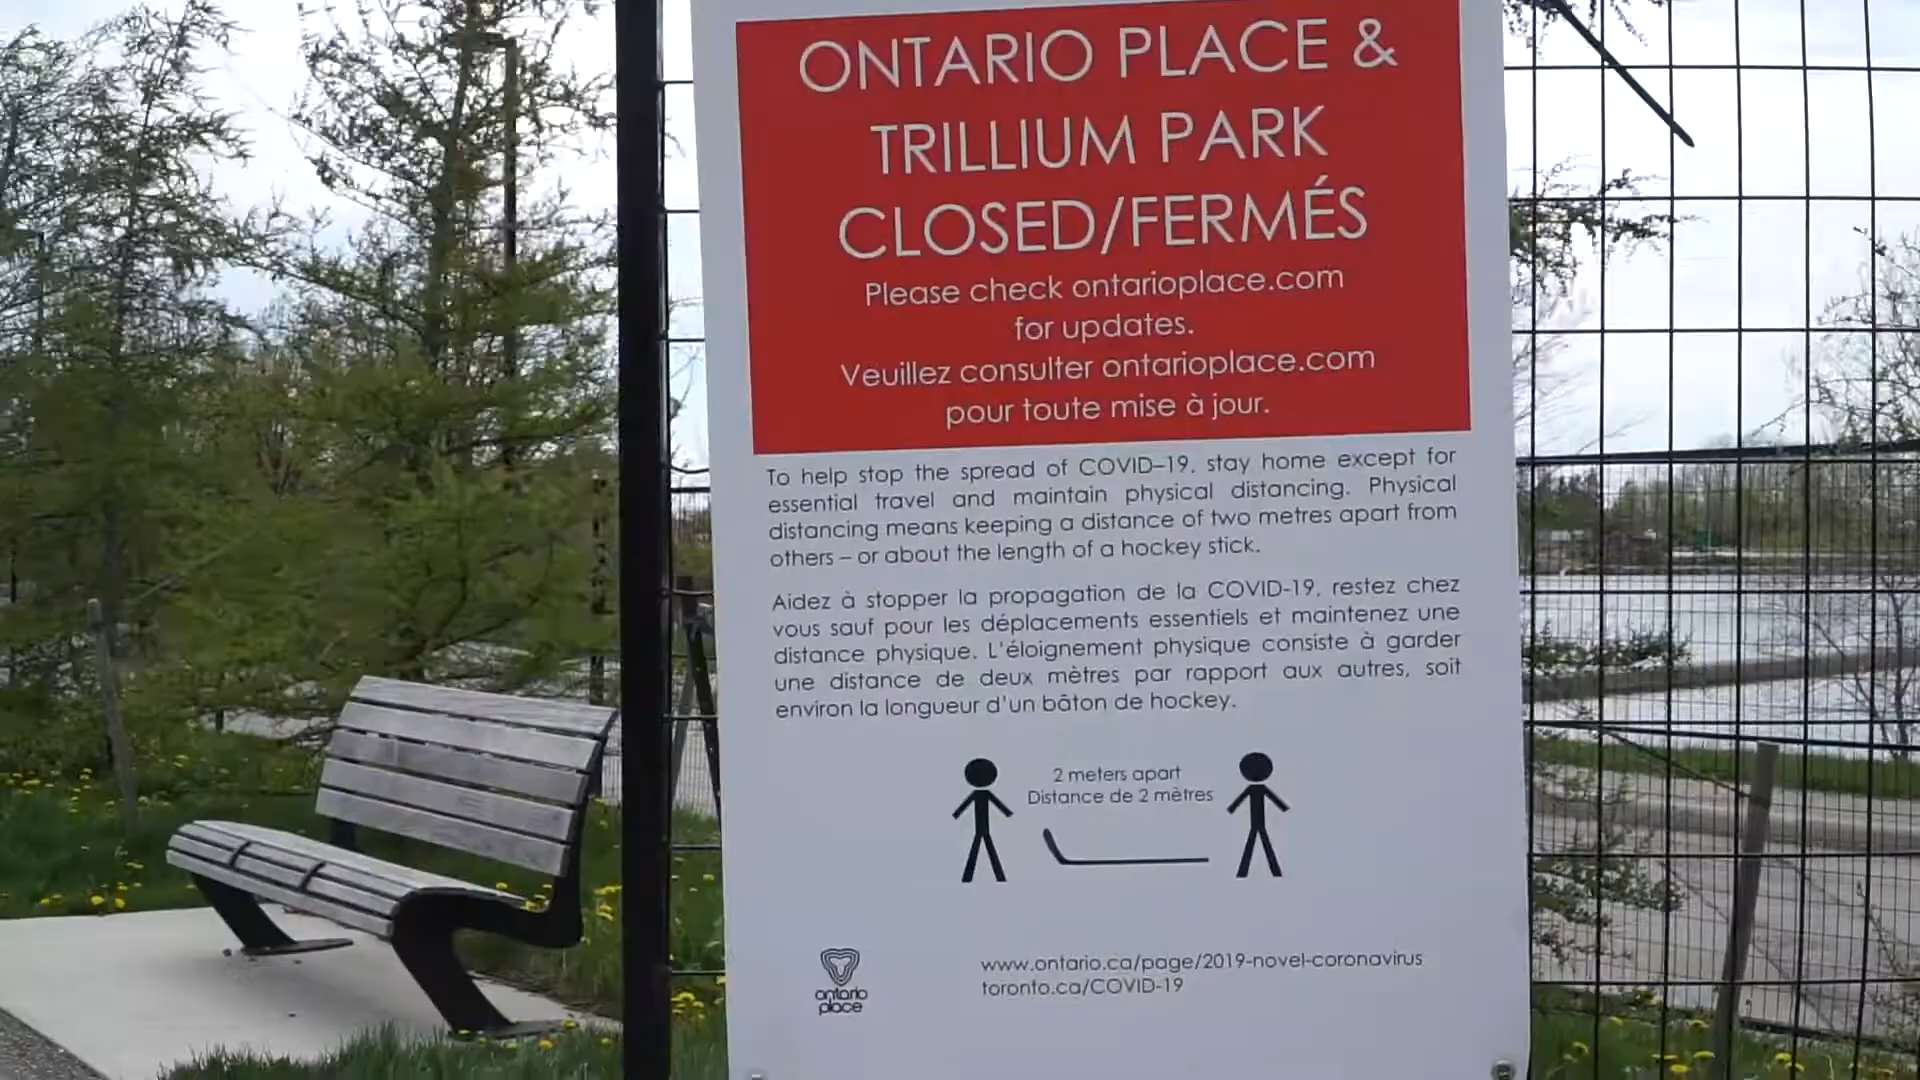 ONTARIO PLACE &
TRILLIUM PARK
CLOSED/FERMÉS
Please check ontarioplace.com
for updates.
Veuillez consulter ontarioplace.com
pour toute mise à jour.
To help stop the spread of COVID–19, stay home except for
essential travel and maintain physical distancing. Physical
distancing means keeping a distance of two metres apart from
others – or about the length of a hockey stick.
Aidez à stopper la propagation de la COVID-19, restez chez
vous sauf pour les déplacements essentiels et maintenez une
distance physique. L'éloignement physique consiste à garder
une distance de deux mètres par rapport aux autres, soit
environ la longueur d'un bâton de hockey.
2 meters apart
Distance de 2 mètres
www.ontario.ca/page/2019-novel-coronavirus
toronto.ca/COVID-19
ontario
place